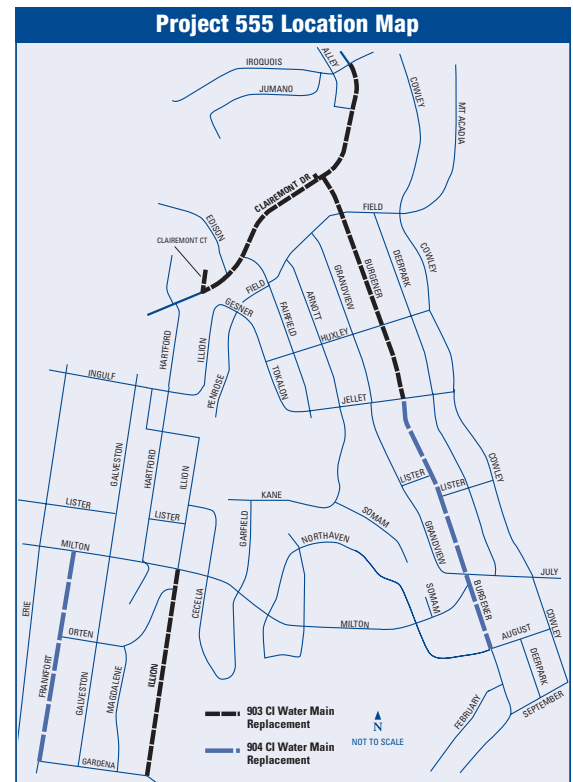 Project 555 Location Map
ALLEY
IROQUOIS
JUMANO
COWLEY
MT ACADIA
CLAIREMONT DR
FIELD
EDISON
CLAIREMONT CT
DEERPARK
COWLEY
BURGENER
GRANDVIEW
FIELD
ARNOTT
FAIRFIELD
GESNER
HUXLEY
HARTFORD
ILLION
PENROSE
TOKALON
INGULF
JELLET
GALVESTON
HARTFORD
ILLION
LISTER
LISTER
COWLEY
KANE
LISTER
LISTER
SOMAM
GARFIELD
NORTHAVEN
GRANDVIEW
MILTON
JULY
CECELIA
SOMAM
BURGENER
ERIE
MILTON
AUGUST
COWLEY
ORTEN
FRANKFORT
GALVESTON
MAGDALENE
ILLION
DEERPARK
FEBRUARY
SEPTEMBER
903 CI Water Main
Replacement
N
NOT TO SCALE
904 CI Water Main
Replacement
GARDENA